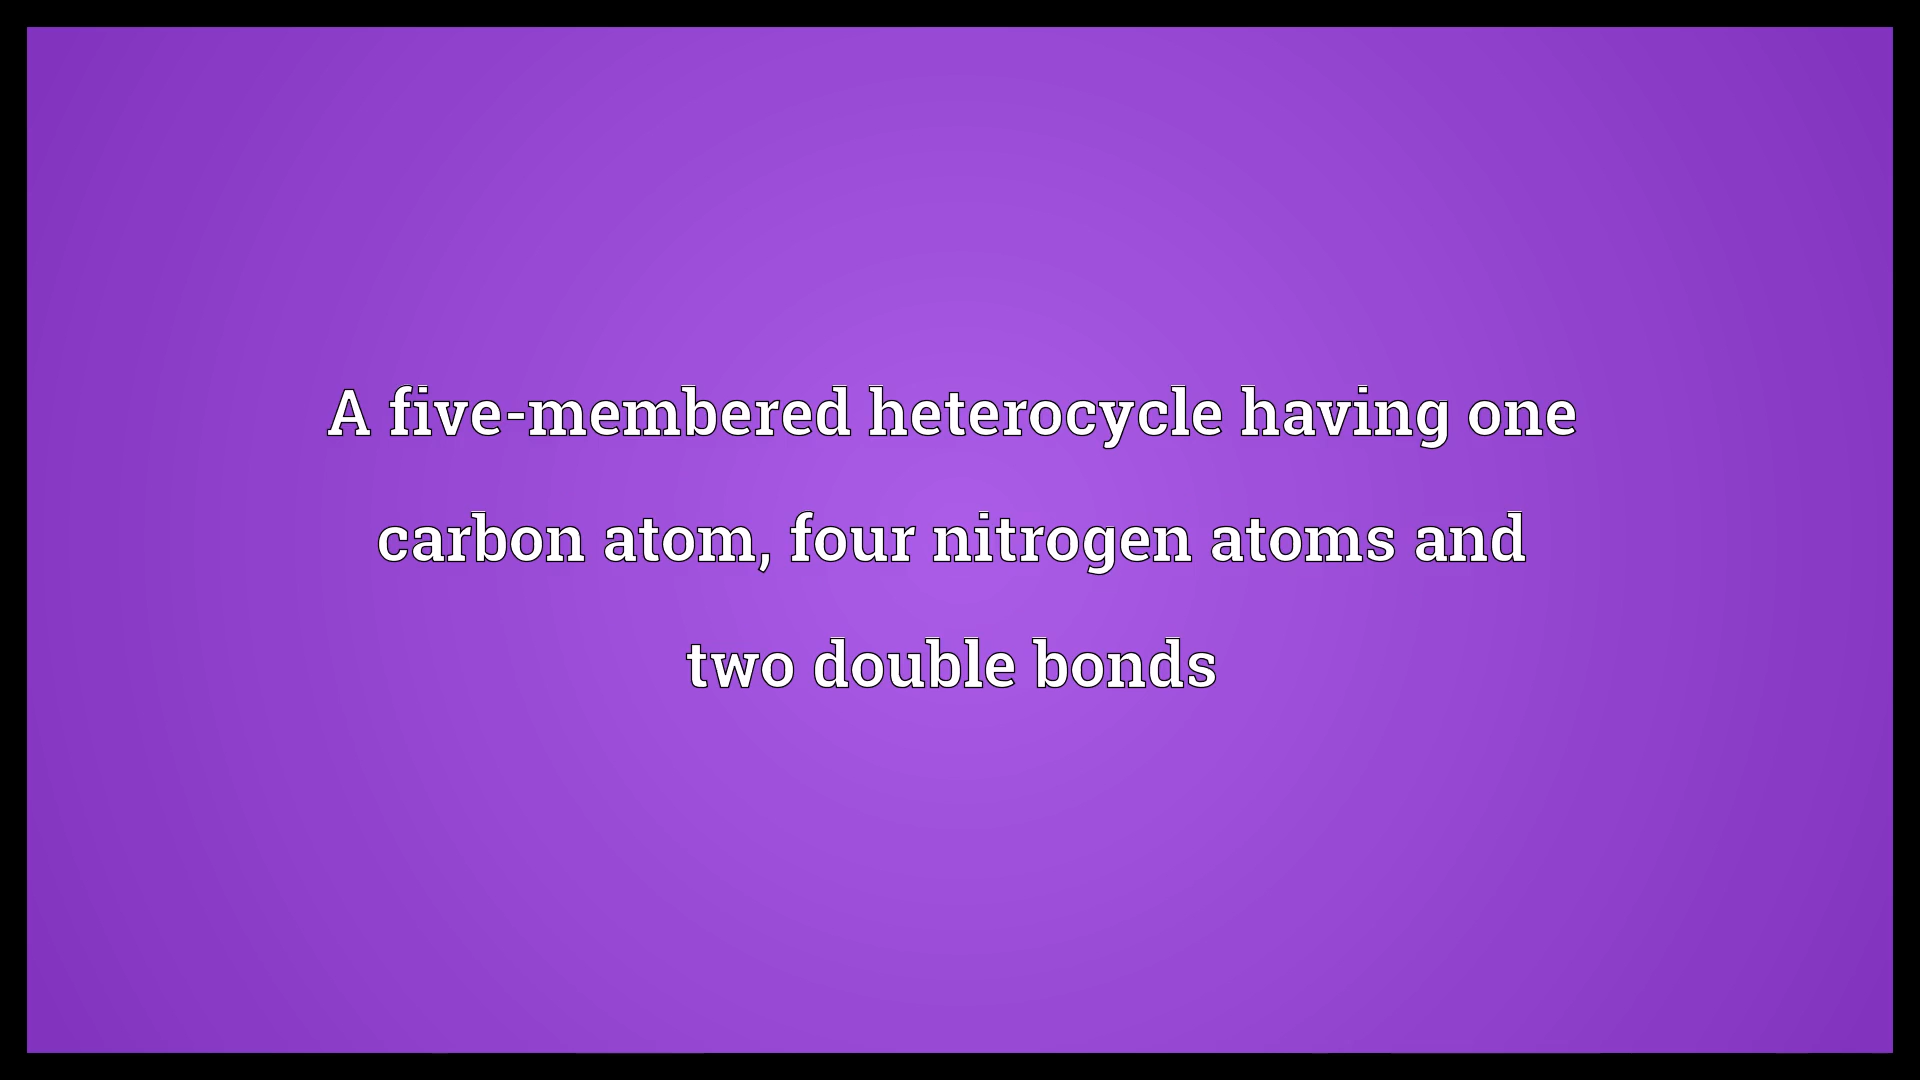 A five-membered heterocycle having one
carbon atom, four nitrogen atoms and
two double bonds